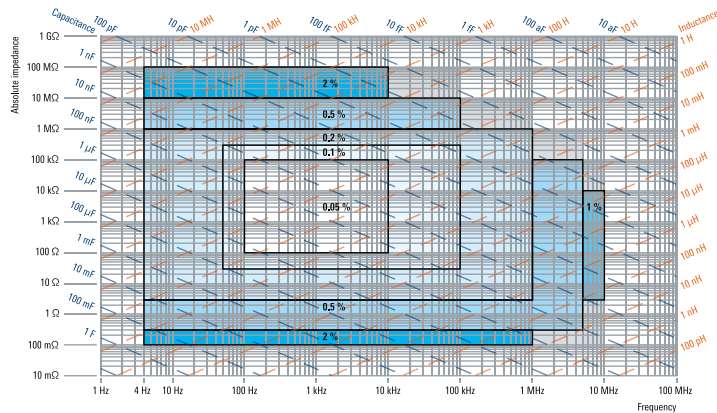 Capacitance 100 pF 10 pF 10 MH 1 pF 1 MH 100 fF 100 kH 10 fF 10 kH 1 fF 1 kH 100 aF 100 H 10 aF 10 H Inductance
Absolute impedance
1 GΩ 1 H
1 nF
100 MΩ 2 % 100 mH
10 nF
10 MΩ 10 mH
100 nF 0.5 %
1 MΩ 1 mH
1 µF 0.2 %
0.1 %
100 kΩ 100 µH
10 µF
10 kΩ 10 µH
100 µF 0.05 % 1 %
1 kΩ 1 µH
1 mF
100 Ω 100 nH
10 mF
10 Ω 10 nH
100 mF 0.5 %
1 Ω 1 nH
1 F 2 %
100 mΩ 100 pH
10 mΩ
1 Hz 4 Hz 10 Hz 100 Hz 1 kHz 10 kHz 100 kHz 1 MHz 10 MHz 100 MHz
Frequency